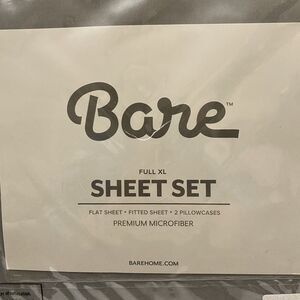 Bare™
FULL XL
SHEET SET
FLAT SHEET • FITTED SHEET • 2 PILLOWCASES
PREMIUM MICROFIBER
BAREHOME.COM